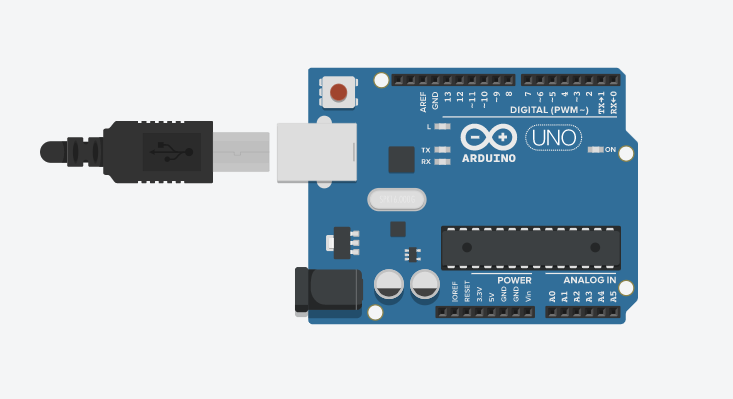 AREF
GND
13
12
~11
~10
~9
8
7
~6
~5
4
~3
2
TX→1
RX←0
DIGITAL (PWM~)
L
TX
RX
UNO
ARDUINO
ON
POWER
ANALOG IN
IOREF
RESET
3.3V
5V
GND
GND
Vin
A0
A1
A2
A3
A4
A5